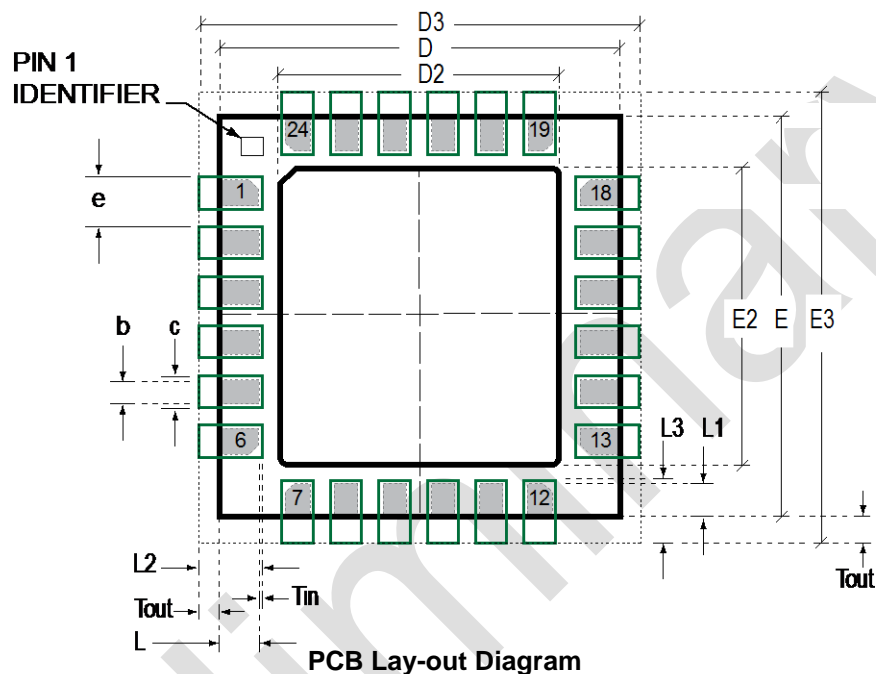 D3
D
D2
PIN 1
IDENTIFIER
24
19
1
18
e
E2
E
E3
b
c
6
13
L3
L1
7
12
L2
Tin
Tout
Tout
L
PCB Lay-out Diagram